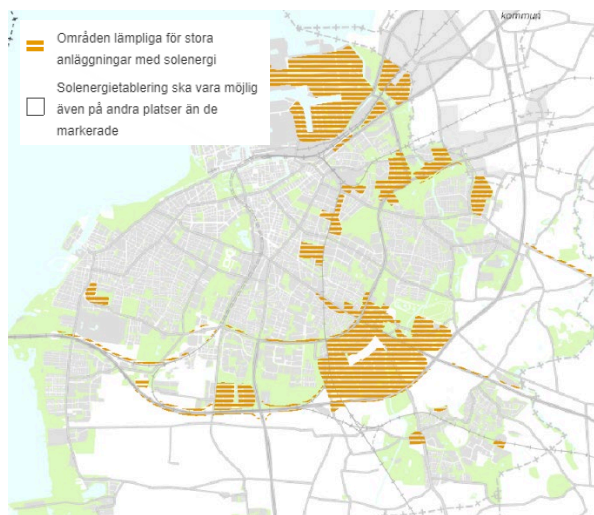 kommun
Områden lämpliga för stora
anläggningar med solenergi
Solenergietablering ska vara möjlig
även på andra platser än de
markerade